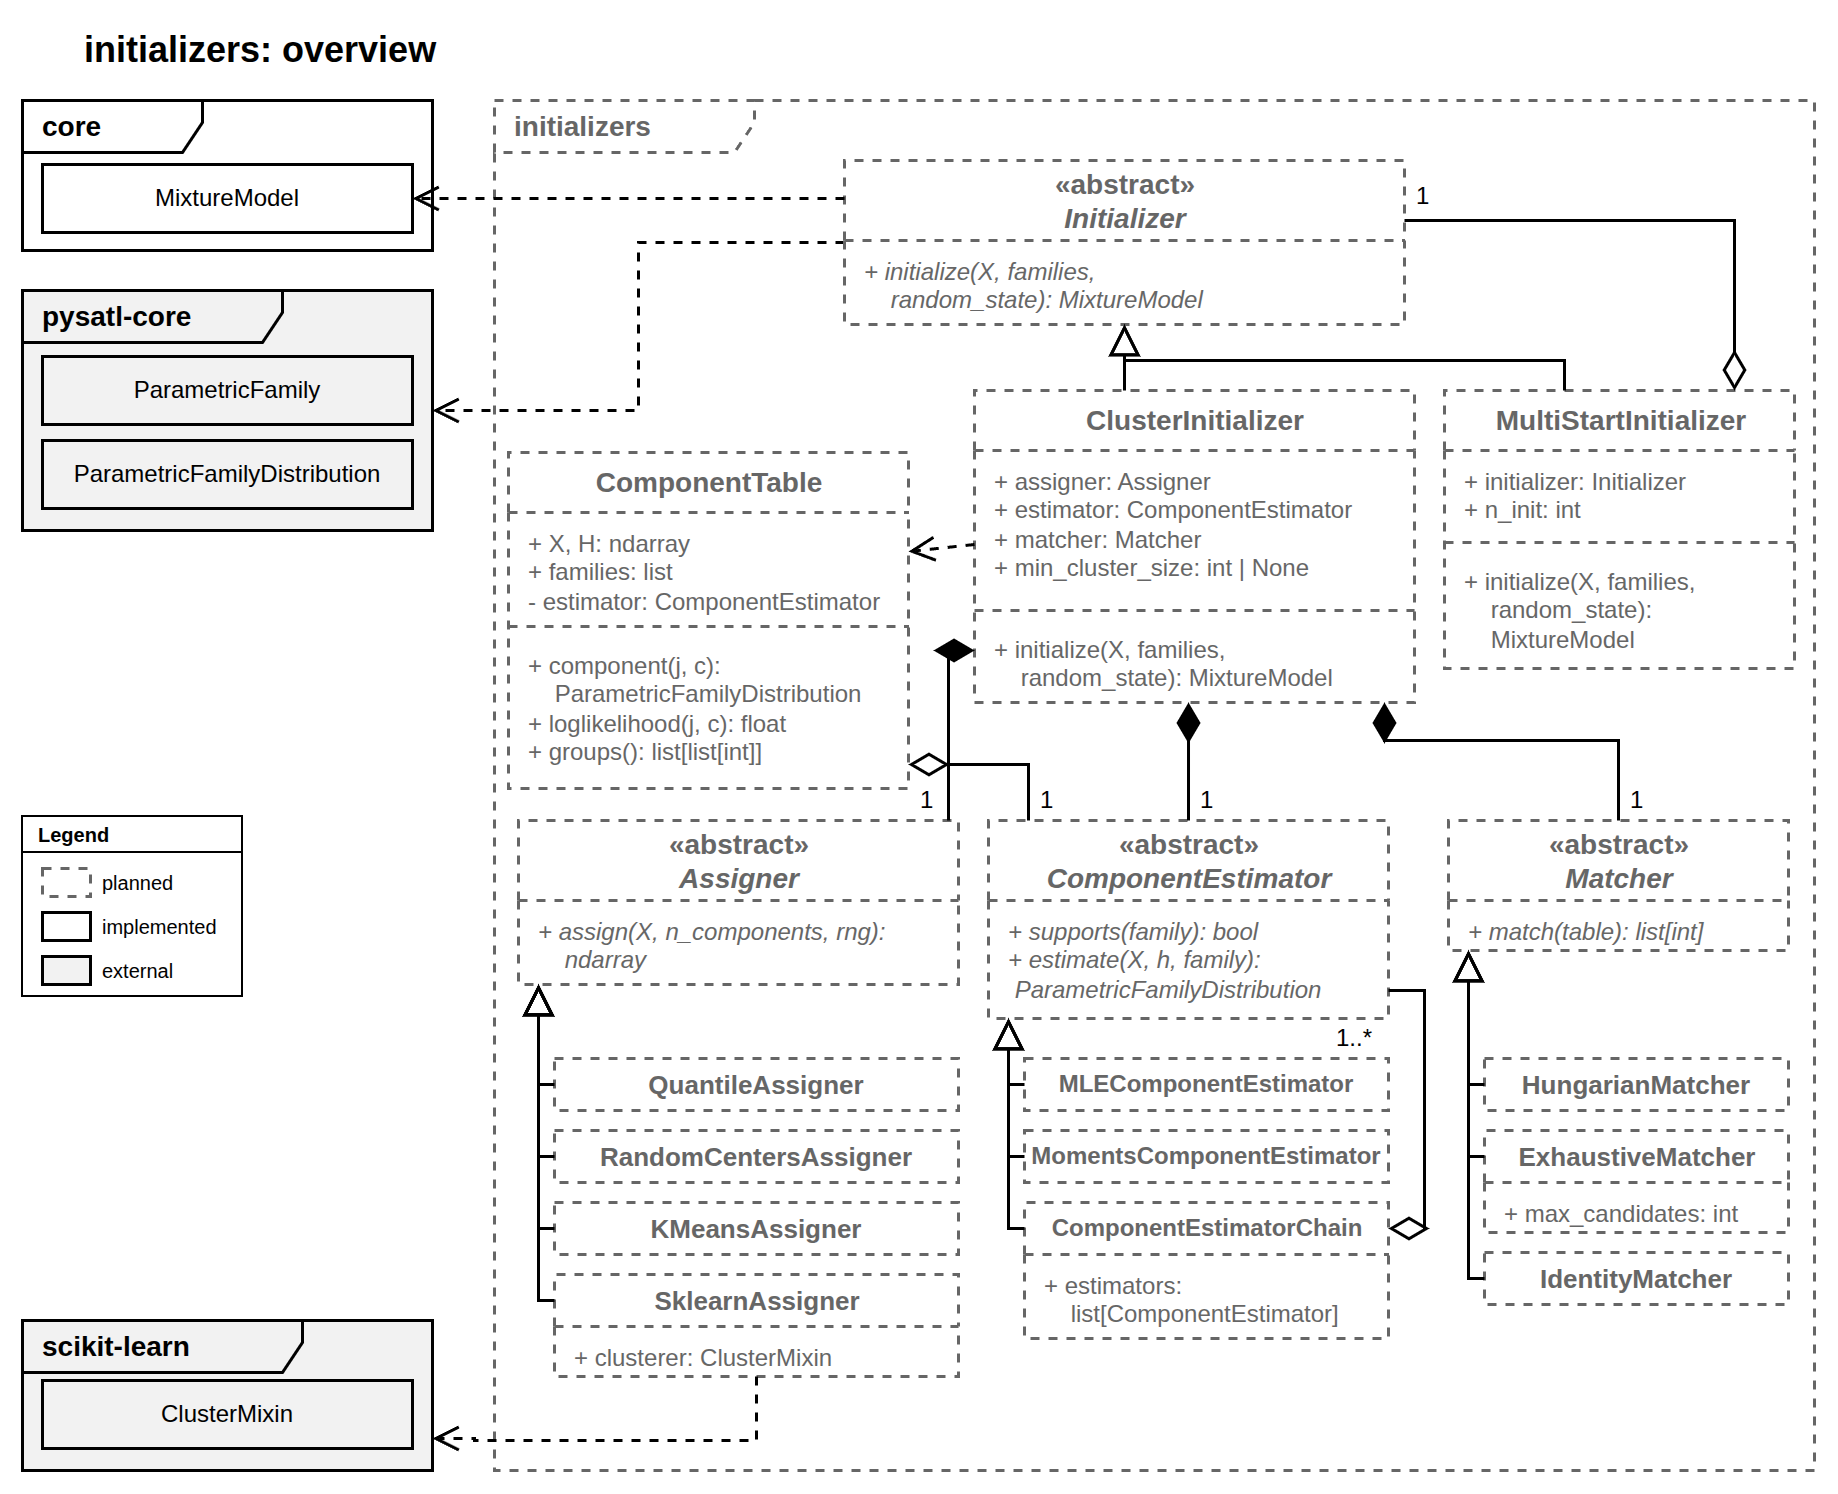 initializers: overview
core
MixtureModel
pysatl-core
ParametricFamily
ParametricFamilyDistribution
initializers
«abstract»
Initializer
+ initialize(X, families,
random_state): MixtureModel
1
ClusterInitializer
+ assigner: Assigner
+ estimator: ComponentEstimator
+ matcher: Matcher
+ min_cluster_size: int | None
+ initialize(X, families,
random_state): MixtureModel
MultiStartInitializer
+ initializer: Initializer
+ n_init: int
+ initialize(X, families,
random_state):
MixtureModel
ComponentTable
+ X, H: ndarray
+ families: list
- estimator: ComponentEstimator
+ component(j, c):
ParametricFamilyDistribution
+ loglikelihood(j, c): float
+ groups(): list[list[int]]
1
1
1
1
Legend
planned
implemented
external
«abstract»
Assigner
+ assign(X, n_components, rng):
ndarray
QuantileAssigner
RandomCentersAssigner
KMeansAssigner
SklearnAssigner
+ clusterer: ClusterMixin
«abstract»
ComponentEstimator
+ supports(family): bool
+ estimate(X, h, family):
ParametricFamilyDistribution
1..*
MLEComponentEstimator
MomentsComponentEstimator
ComponentEstimatorChain
+ estimators:
list[ComponentEstimator]
«abstract»
Matcher
+ match(table): list[int]
HungarianMatcher
ExhaustiveMatcher
+ max_candidates: int
IdentityMatcher
scikit-learn
ClusterMixin